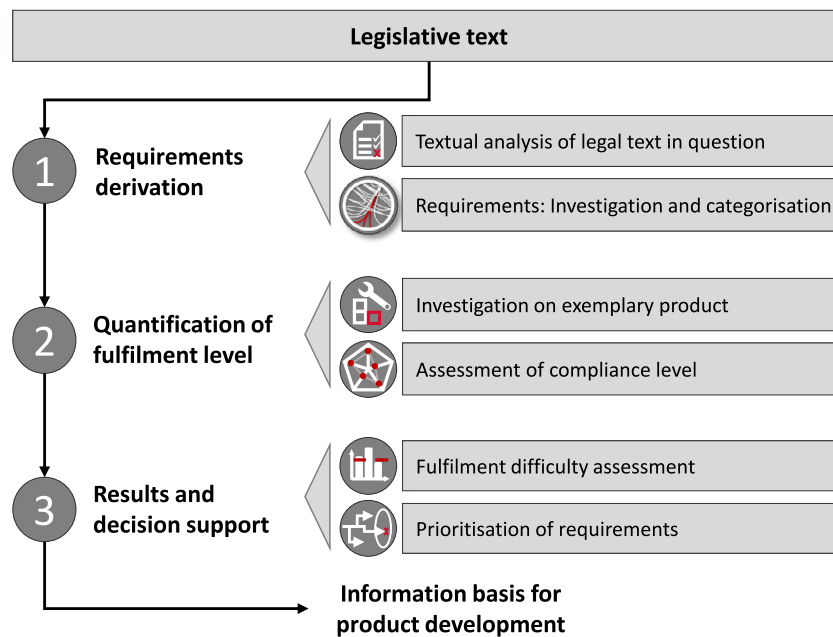 Legislative text
1
Requirements
derivation
Textual analysis of legal text in question
Requirements: Investigation and categorisation
2
Quantification of
fulfilment level
Investigation on exemplary product
Assessment of compliance level
3
Results and
decision support
Fulfilment difficulty assessment
Prioritisation of requirements
Information basis for
product development